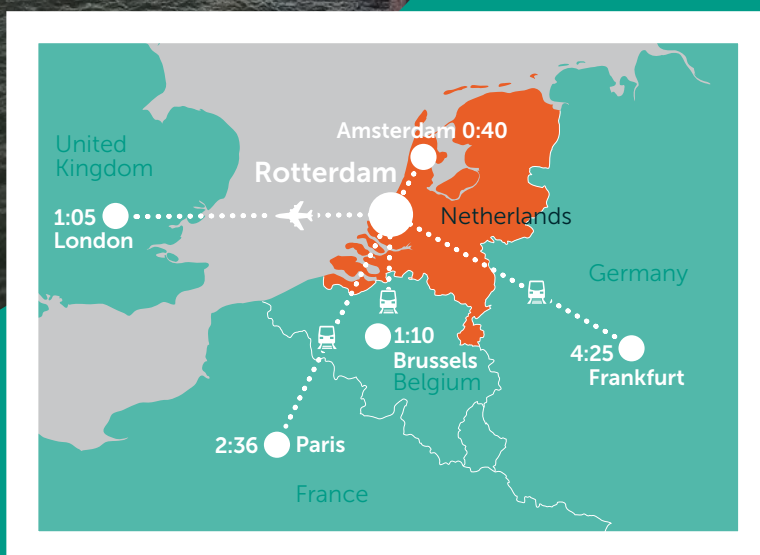 Amsterdam 0:40
United
Kingdom
Rotterdam
1:05
London
Netherlands
Germany
1:10
Brussels
Belgium
4:25
Frankfurt
2:36 Paris
France